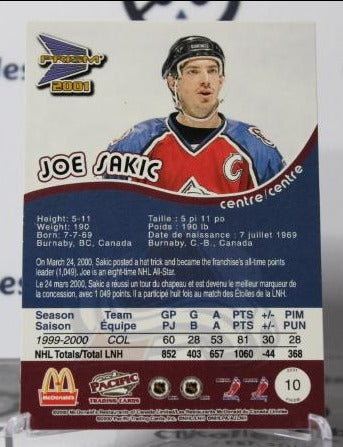 PRISM
2001
JOE SAKIC
centre/centre
Height: 5-11
Weight: 190
Born: 7-7-69
Burnaby, BC, Canada
Taille : 5 pi 11 po
Poids :190 lb
Date de naissance : 7 juillet 1969
Burnaby, C.-B., Canada
On March 24, 2000, Sakic posted a hat trick and became the franchise's all-time points
leader (1,049). Joe is an eight-time NHL All-Star.
Le 24 mars 2000, Sakic a réussi un tour du chapeau et est devenu le meilleur marqueur de
la concession, avec 1 049 points. Il a participé huit fois au match des Étoiles de la LNH.
Season Team GP G A PTS +/- PIM
Saison Équipe PJ B A PTS +/- PUN
1999-2000 COL 60 28 53 81 30 28
NHL Totals/Total LNH 852 403 657 1060 -44 368
McDonald's
PACIFIC
TRADING CARDS
10